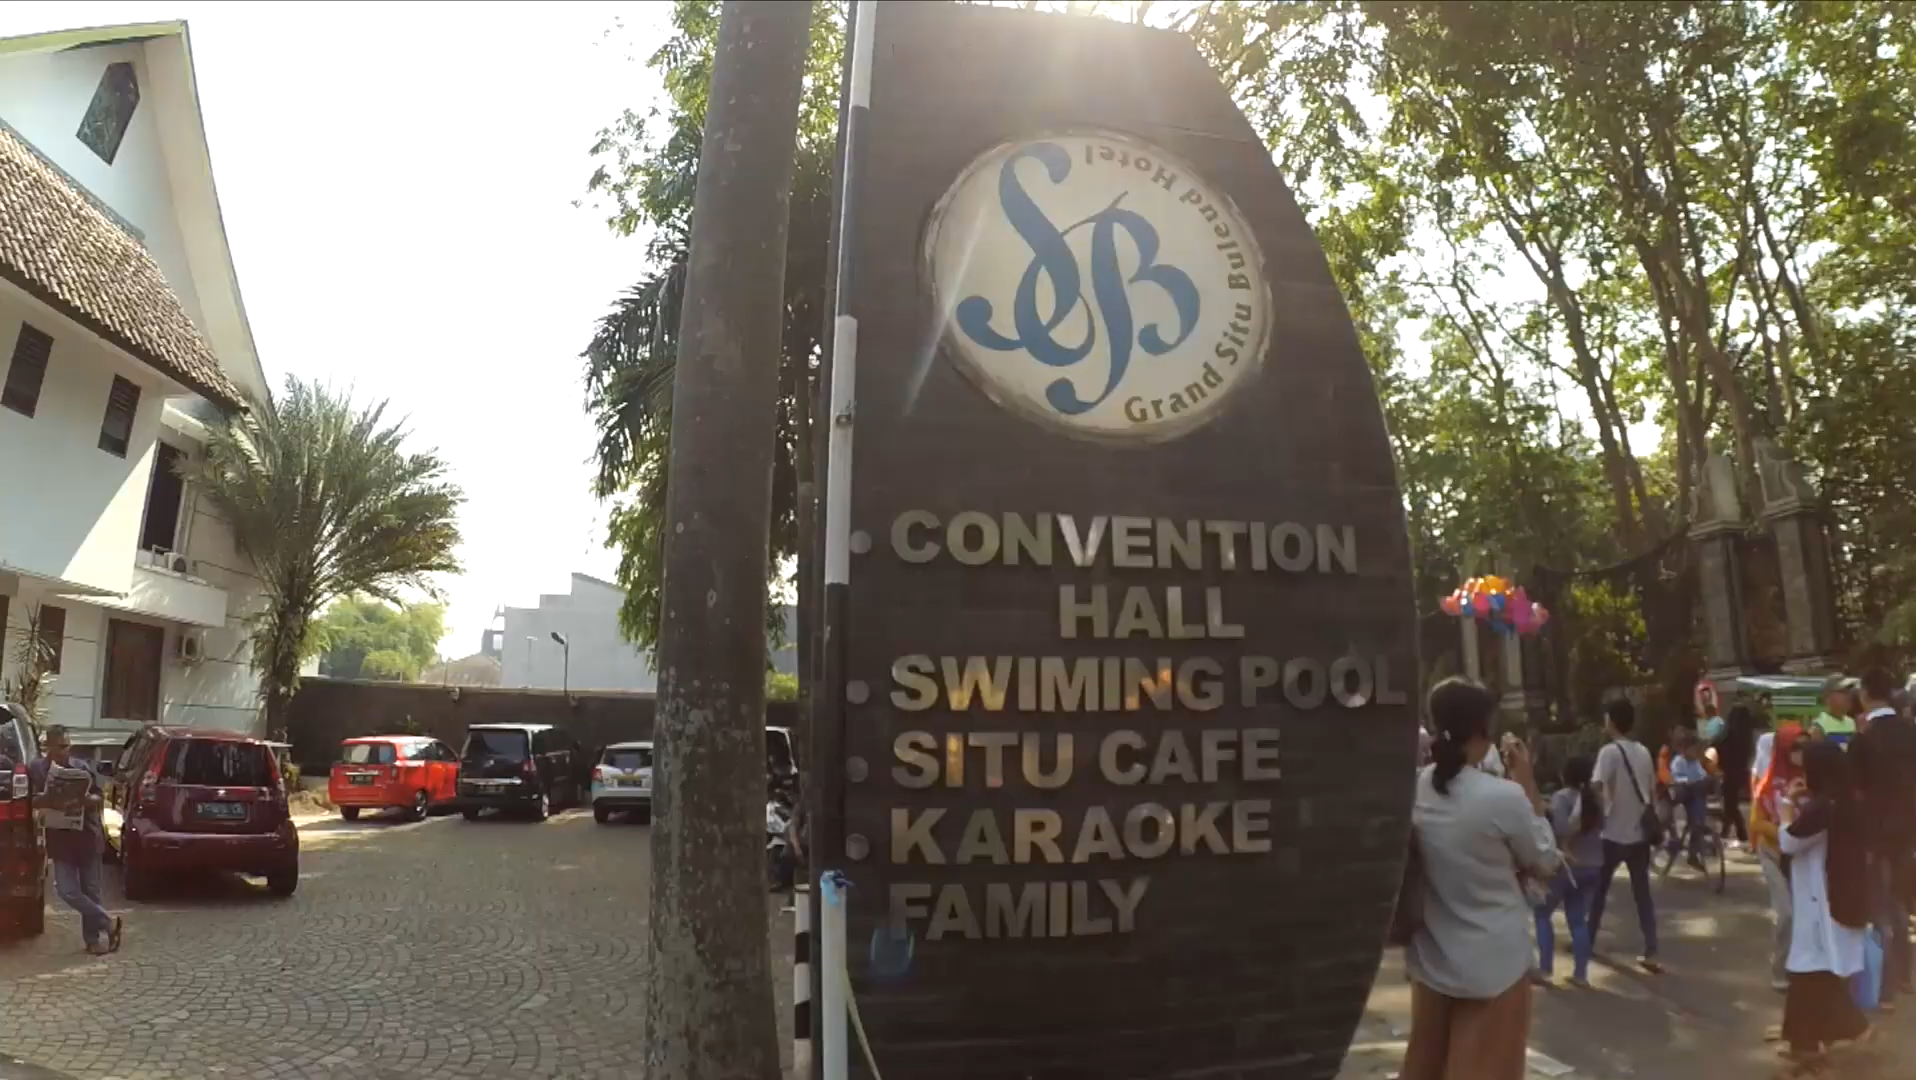 SB
Grand Situ Buleud Hotel
• CONVENTION
HALL
• SWIMING POOL
• SITU CAFE
• KARAOKE
FAMILY